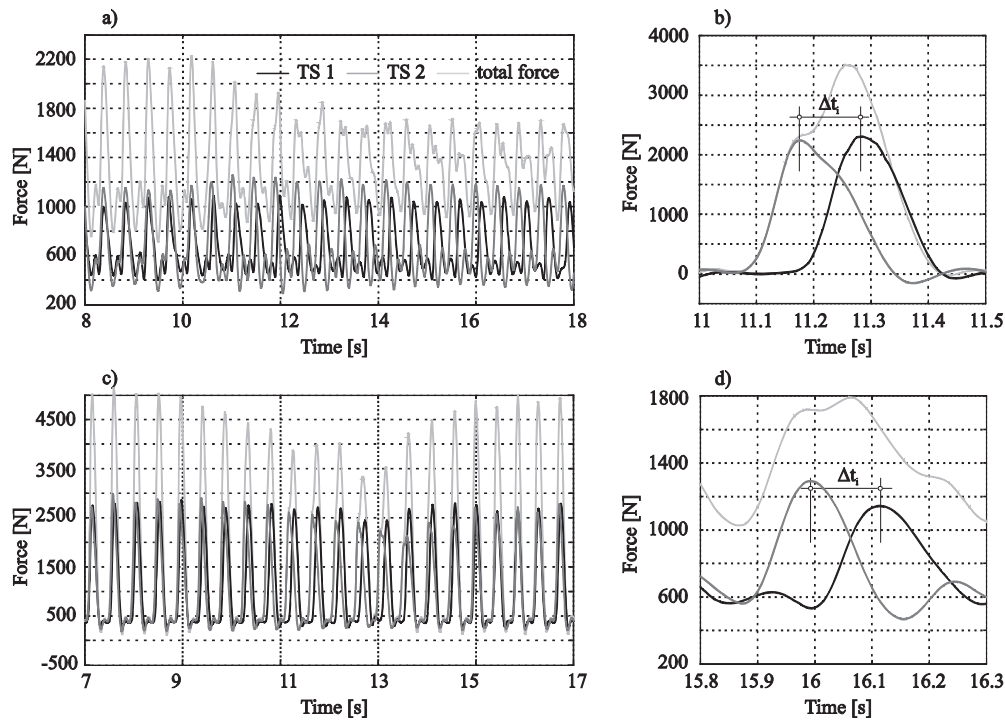 a)
2200
1800
1400
1000
600
200
Force [N]
TS 1
TS 2
total force
8
10
12
14
16
18
Time [s]
b)
4000
3000
2000
1000
0
Force [N]
Δti
11
11.1
11.2
11.3
11.4
11.5
Time [s]
c)
4500
3500
2500
1500
500
-500
Force [N]
7
9
11
13
15
17
Time [s]
d)
1800
1400
1000
600
200
Force [N]
Δti
15.8
15.9
16
16.1
16.2
16.3
Time [s]